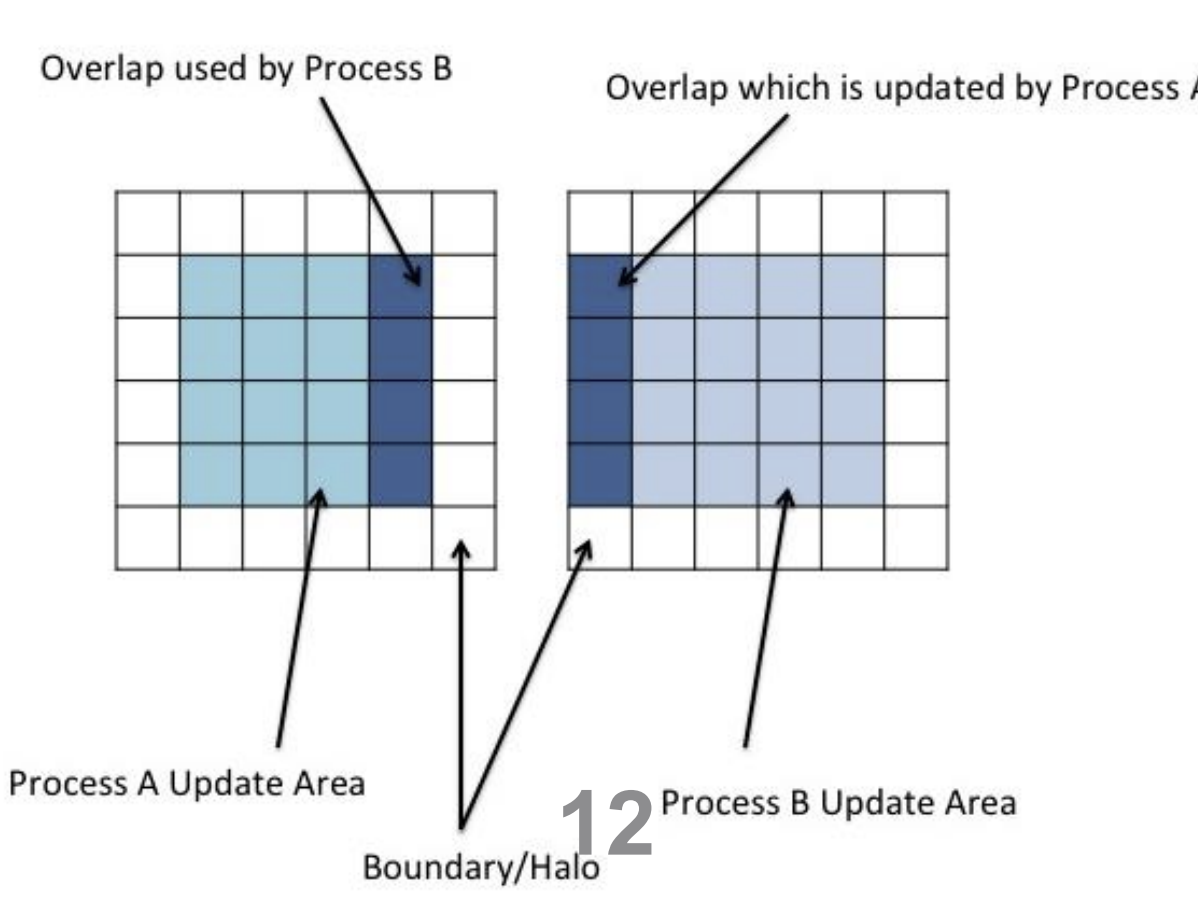 Overlap used by Process B
Overlap which is updated by Process A
Process A Update Area
12
Process B Update Area
Boundary/Halo